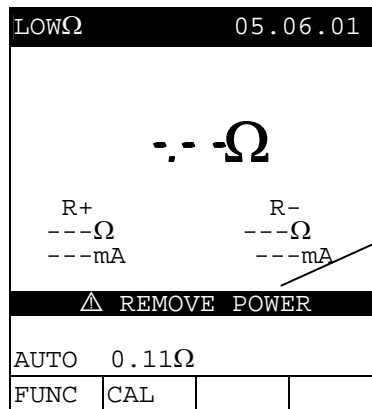 LOWΩ 05.06.01
-.--Ω
R+ R-
---Ω ---Ω
---mA ---mA
⚠ REMOVE POWER
AUTO 0.11Ω
FUNC CAL